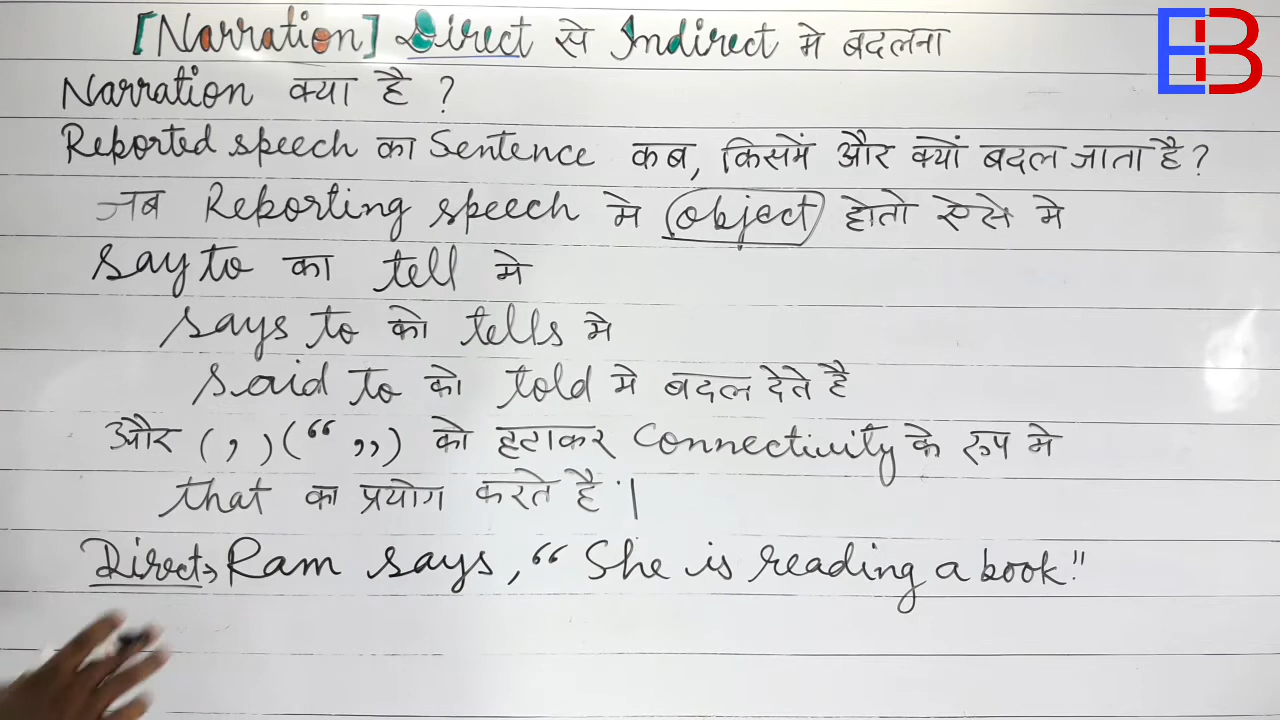 [Narration] Direct से Indirect मे बदलना
EB
Narration क्या है ?
Reported speech का Sentence कब, किसमें और क्यों बदल जाता है?
जब Reporting speech मे object होतो ऐसे मे
say to का tell मे
says to को tells मे
said to को told मे बदल देते है
और ( , ) ( “ ,, ) को हटाकर Connectivity के रूप मे
that का प्रयोग करते है ।
Direct→ Ram says, “ She is reading a book."